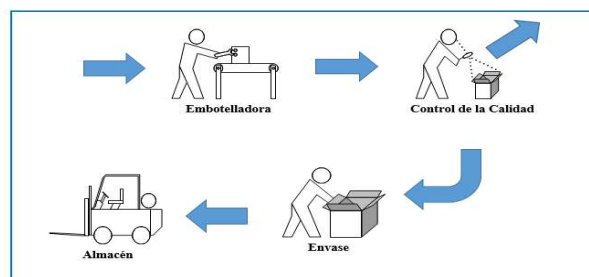 Embotelladora
Control de la Calidad
Envase
Almacén